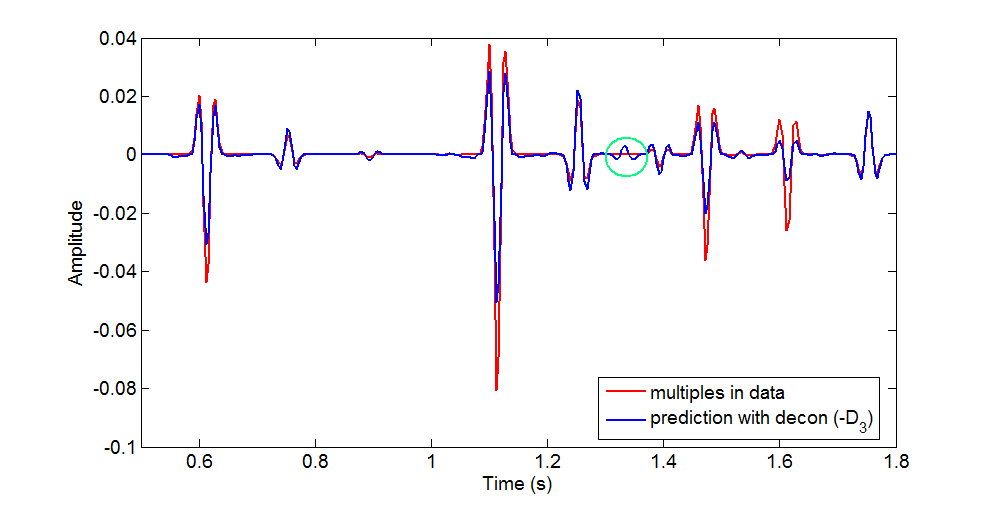 0.04
0.02
0
-0.02
-0.04
-0.06
-0.08
-0.1
Amplitude
0.6 0.8 1 1.2 1.4 1.6 1.8
Time (s)
multiples in data
prediction with decon (-D₃)